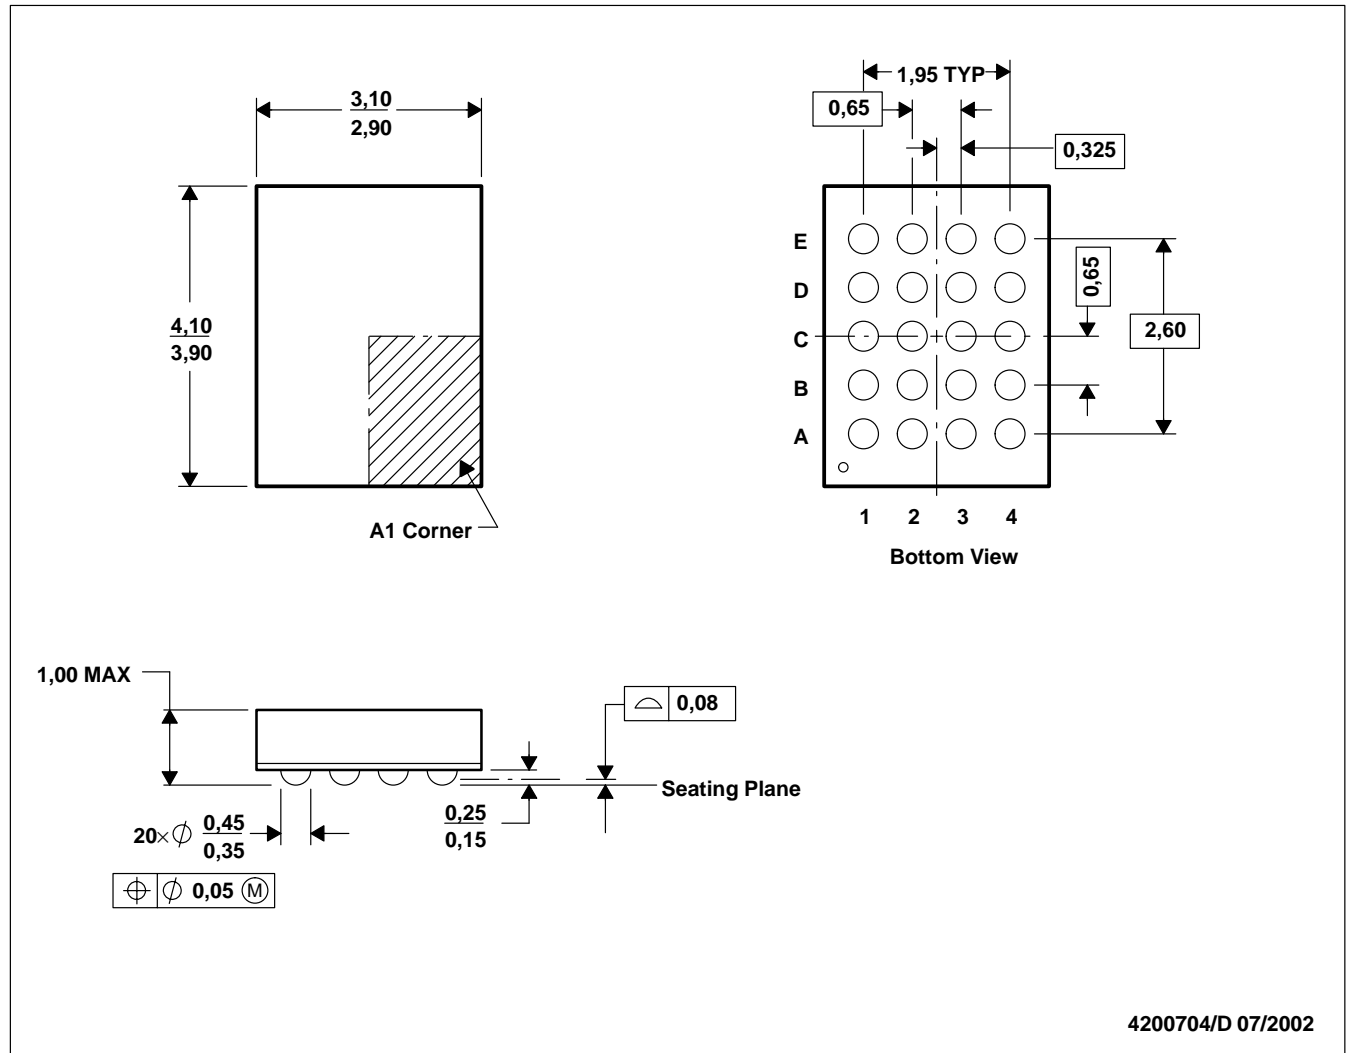 3,10
2,90
4,10
3,90
A1 Corner
1,95 TYP
0,65
0,325
E
D
C
B
A
0,65
2,60
1 2 3 4
Bottom View
1,00 MAX
0,08
Seating Plane
20× ∅ 0,45
0,35
0,25
0,15
⌖ ∅ 0,05 Ⓜ
4200704/D 07/2002